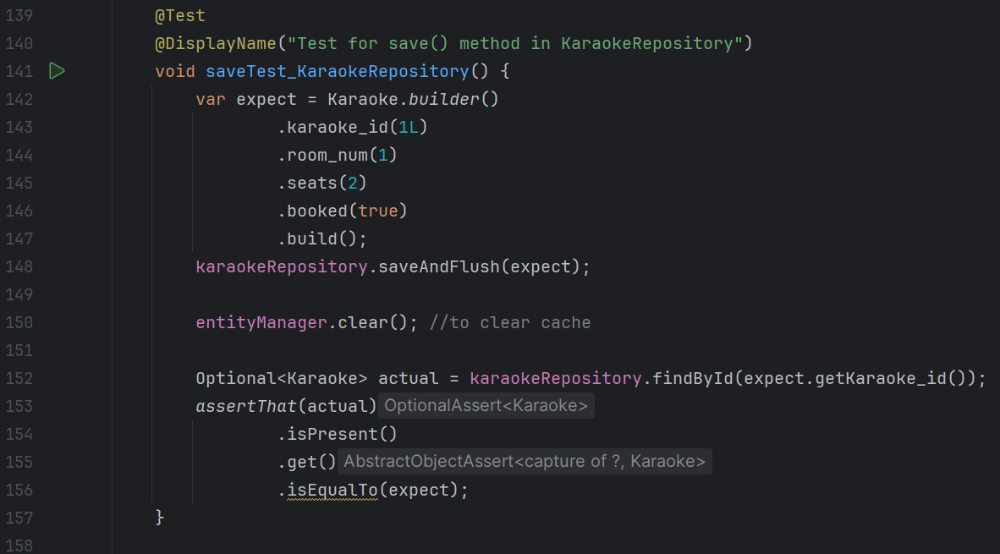 139 @Test
140 @DisplayName("Test for save() method in KaraokeRepository")
141 void saveTest_KaraokeRepository() {
142 var expect = Karaoke.builder()
143 .karaoke_id(1L)
144 .room_num(1)
145 .seats(2)
146 .booked(true)
147 .build();
148 karaokeRepository.saveAndFlush(expect);
149
150 entityManager.clear(); //to clear cache
151
152 Optional<Karaoke> actual = karaokeRepository.findById(expect.getKaraoke_id());
153 assertThat(actual) OptionalAssert<Karaoke>
154 .isPresent()
155 .get() AbstractObjectAssert<capture of ?, Karaoke>
156 .isEqualTo(expect);
157 }
158